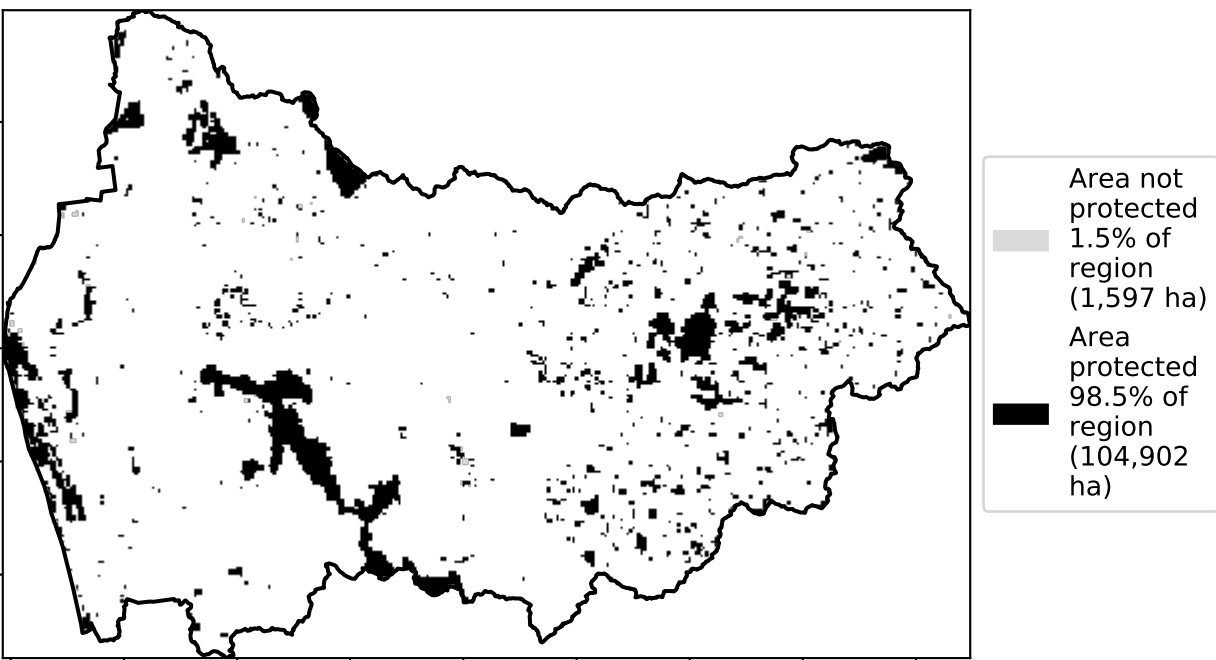 Area not
protected
1.5% of
region
(1,597 ha)
Area
protected
98.5% of
region
(104,902
ha)